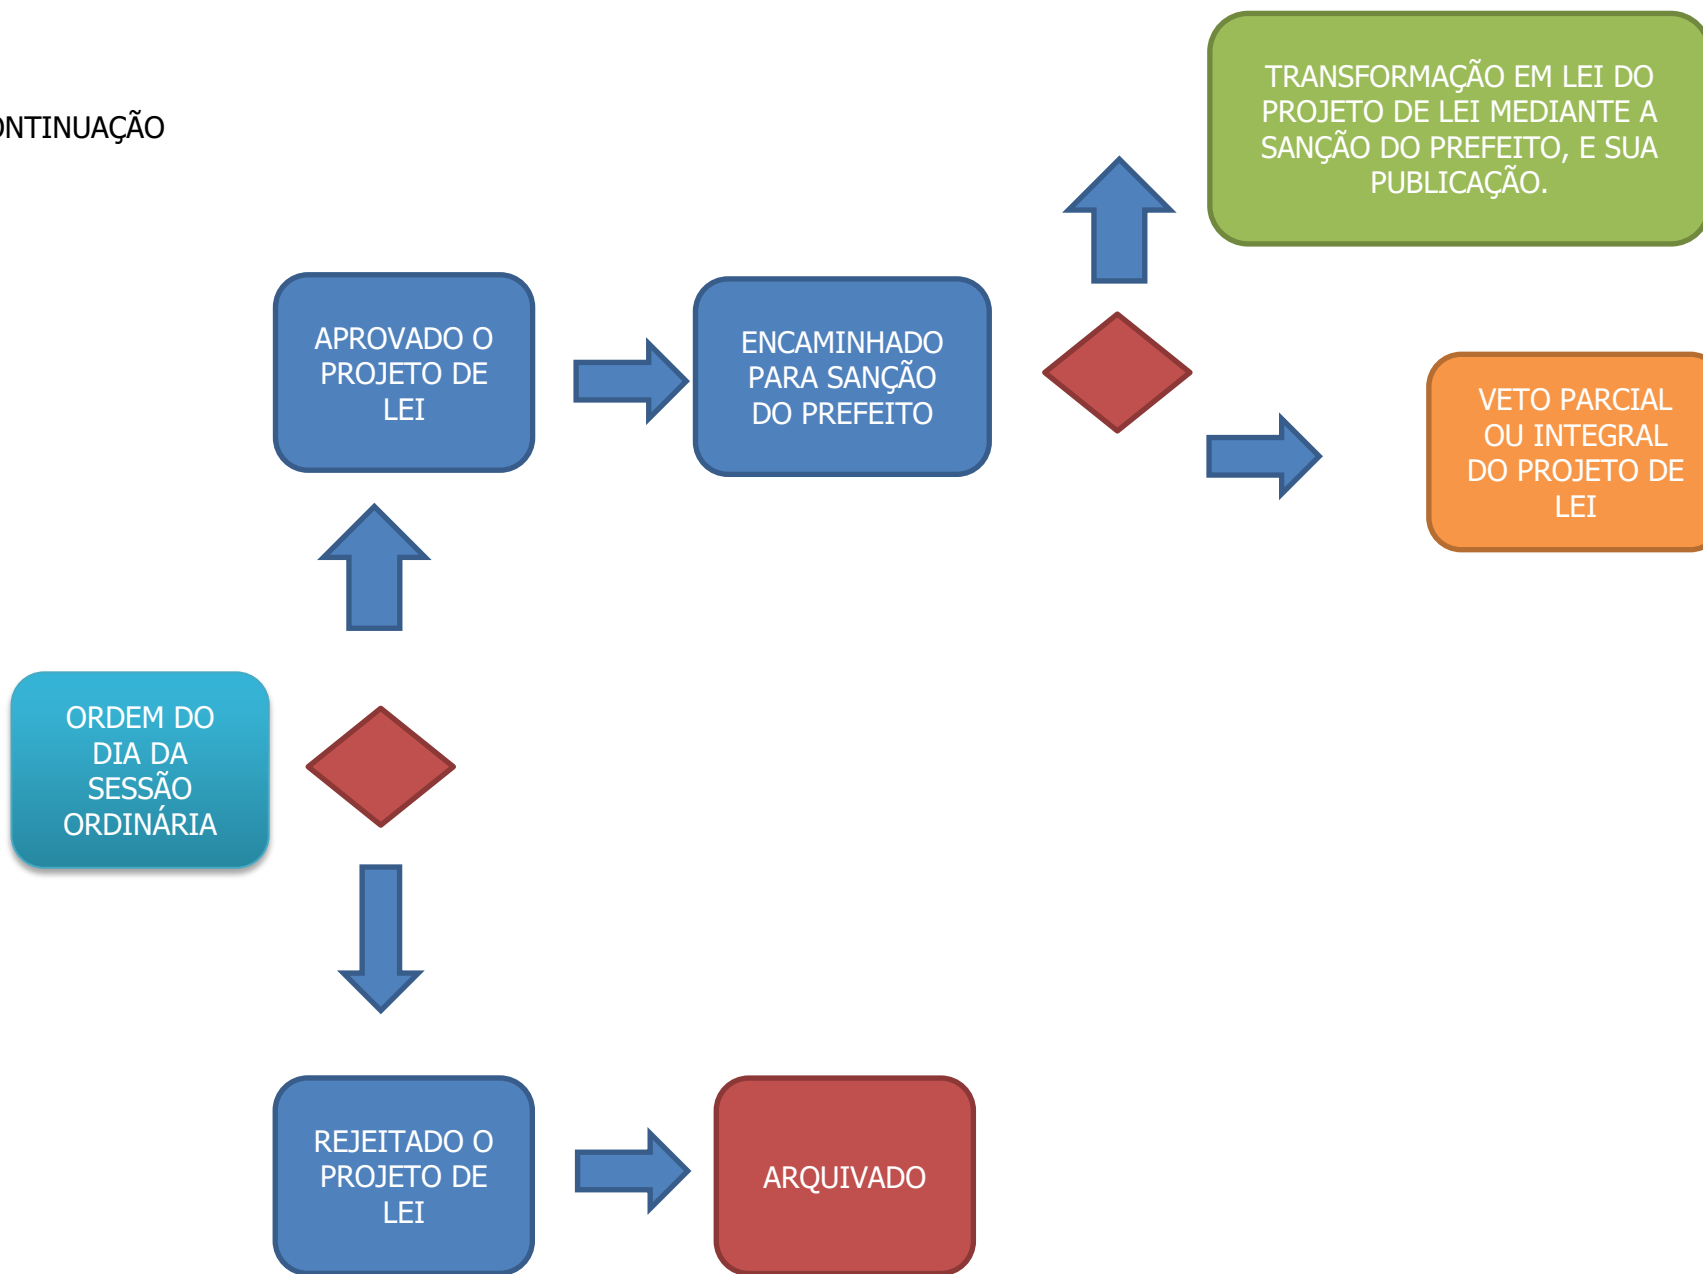 ONTINUAÇÃO
TRANSFORMAÇÃO EM LEI DO
PROJETO DE LEI MEDIANTE A
SANÇÃO DO PREFEITO, E SUA
PUBLICAÇÃO.
APROVADO O
PROJETO DE
LEI
ENCAMINHADO
PARA SANÇÃO
DO PREFEITO
VETO PARCIAL
OU INTEGRAL
DO PROJETO DE
LEI
ORDEM DO
DIA DA
SESSÃO
ORDINÁRIA
REJEITADO O
PROJETO DE
LEI
ARQUIVADO